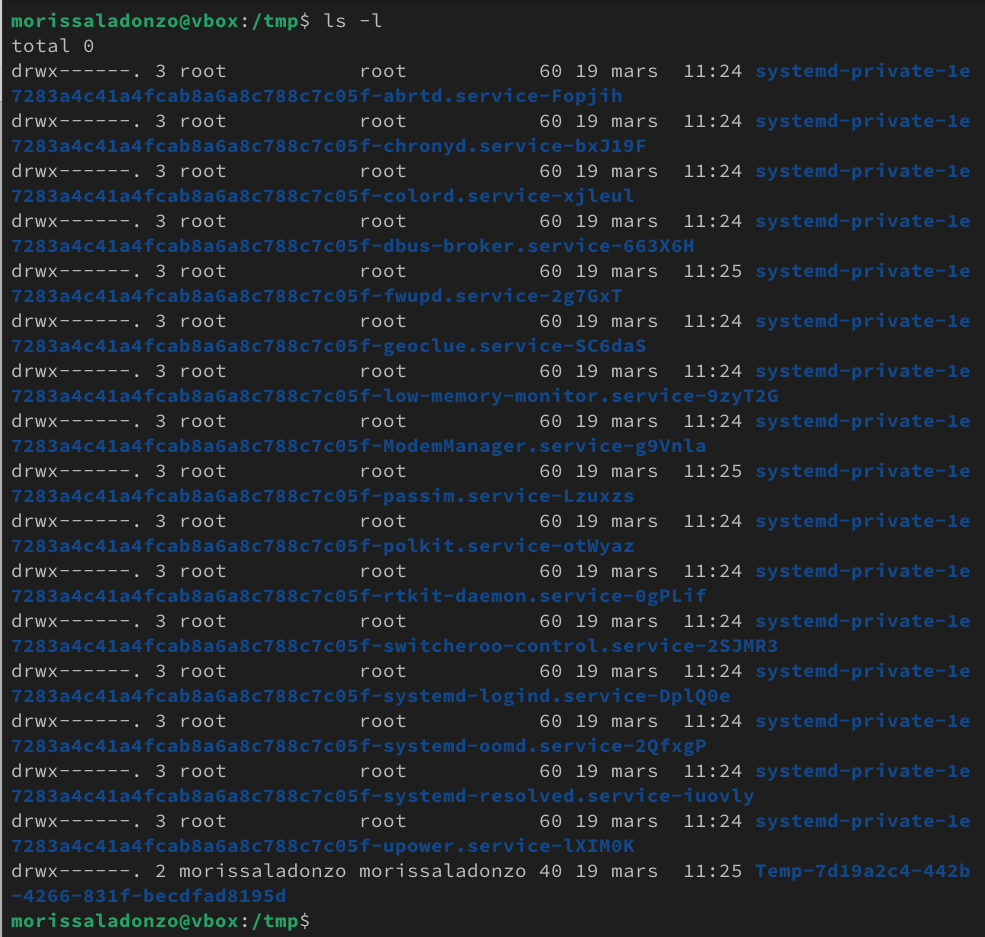 morissaladonzo@vbox:/tmp$ ls -l
total 0
drwx------. 3 root           root           60 19 mars  11:24 systemd-private-1e
7283a4c41a4fcab8a6a8c788c7c05f-abrtd.service-Fopjih
drwx------. 3 root           root           60 19 mars  11:24 systemd-private-1e
7283a4c41a4fcab8a6a8c788c7c05f-chronyd.service-bxJ19F
drwx------. 3 root           root           60 19 mars  11:24 systemd-private-1e
7283a4c41a4fcab8a6a8c788c7c05f-colord.service-xjleul
drwx------. 3 root           root           60 19 mars  11:24 systemd-private-1e
7283a4c41a4fcab8a6a8c788c7c05f-dbus-broker.service-663X6H
drwx------. 3 root           root           60 19 mars  11:25 systemd-private-1e
7283a4c41a4fcab8a6a8c788c7c05f-fwupd.service-2g7GxT
drwx------. 3 root           root           60 19 mars  11:24 systemd-private-1e
7283a4c41a4fcab8a6a8c788c7c05f-geoclue.service-SC6daS
drwx------. 3 root           root           60 19 mars  11:24 systemd-private-1e
7283a4c41a4fcab8a6a8c788c7c05f-low-memory-monitor.service-9zyT2G
drwx------. 3 root           root           60 19 mars  11:24 systemd-private-1e
7283a4c41a4fcab8a6a8c788c7c05f-ModemManager.service-g9Vnla
drwx------. 3 root           root           60 19 mars  11:25 systemd-private-1e
7283a4c41a4fcab8a6a8c788c7c05f-passim.service-Lzuxzs
drwx------. 3 root           root           60 19 mars  11:24 systemd-private-1e
7283a4c41a4fcab8a6a8c788c7c05f-polkit.service-otWyaz
drwx------. 3 root           root           60 19 mars  11:24 systemd-private-1e
7283a4c41a4fcab8a6a8c788c7c05f-rtkit-daemon.service-0gPLif
drwx------. 3 root           root           60 19 mars  11:24 systemd-private-1e
7283a4c41a4fcab8a6a8c788c7c05f-switcheroo-control.service-2SJMR3
drwx------. 3 root           root           60 19 mars  11:24 systemd-private-1e
7283a4c41a4fcab8a6a8c788c7c05f-systemd-logind.service-DplQ0e
drwx------. 3 root           root           60 19 mars  11:24 systemd-private-1e
7283a4c41a4fcab8a6a8c788c7c05f-systemd-oomd.service-2QfxgP
drwx------. 3 root           root           60 19 mars  11:24 systemd-private-1e
7283a4c41a4fcab8a6a8c788c7c05f-systemd-resolved.service-iuovly
drwx------. 3 root           root           60 19 mars  11:24 systemd-private-1e
7283a4c41a4fcab8a6a8c788c7c05f-upower.service-lXIM0K
drwx------. 2 morissaladonzo morissaladonzo 40 19 mars  11:25 Temp-7d19a2c4-442b
-4266-831f-becdfad8195d
morissaladonzo@vbox:/tmp$